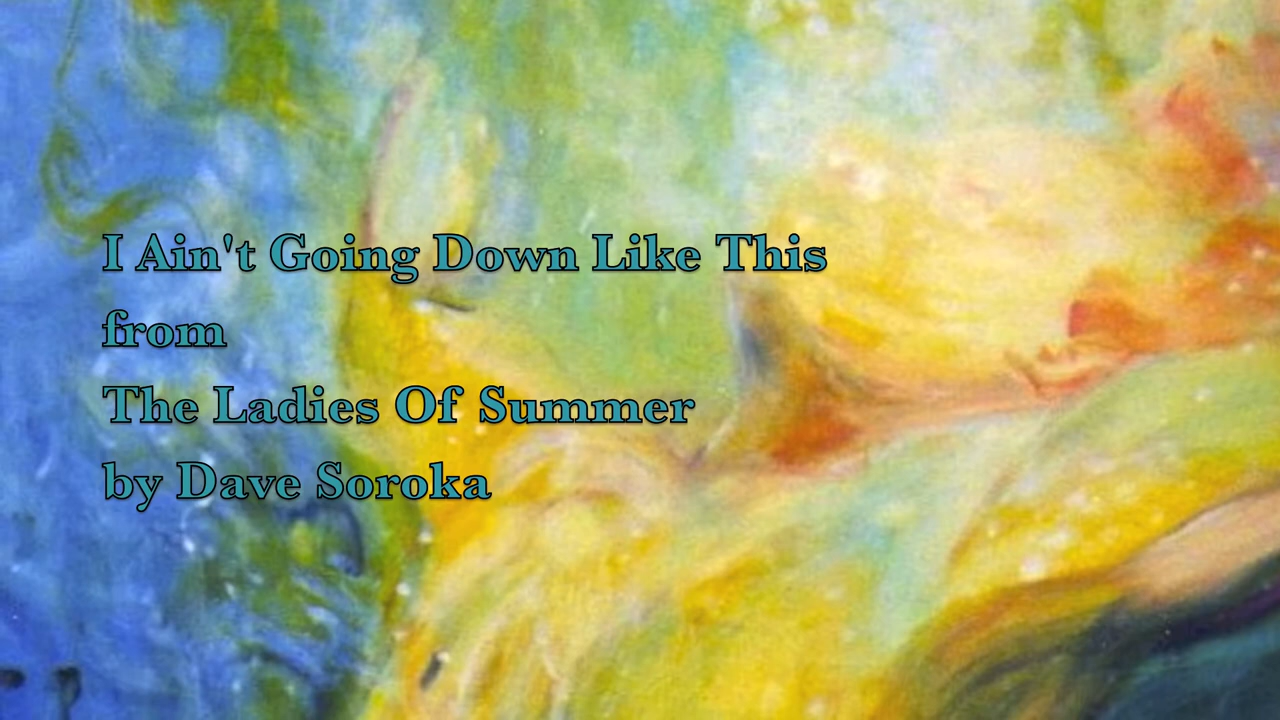 I Ain't Going Down Like This
from
The Ladies Of Summer
by Dave Soroka